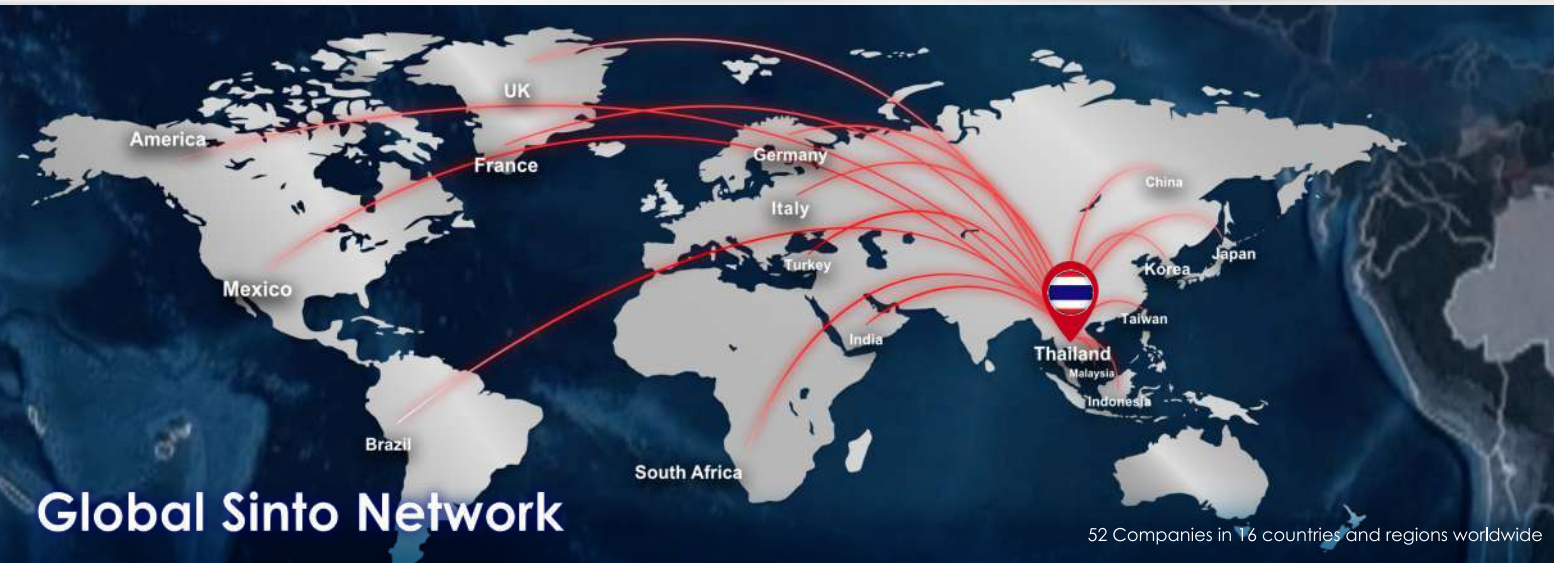 UK
America
France
Germany
China
Italy
Turkey
Korea
Japan
Mexico
Taiwan
India
Thailand
Malaysia
Indonesia
Brazil
South Africa
Global Sinto Network
52 Companies in 16 countries and regions worldwide